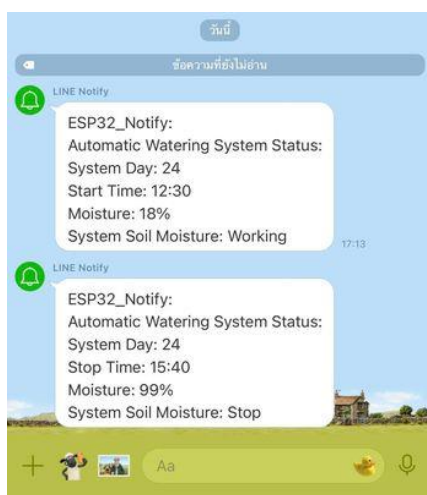 วันนี้
ข้อความที่ยังไม่อ่าน
LINE Notify
ESP32_Notify:
Automatic Watering System Status:
System Day: 24
Start Time: 12:30
Moisture: 18%
System Soil Moisture: Working
17:13
LINE Notify
ESP32_Notify:
Automatic Watering System Status:
System Day: 24
Stop Time: 15:40
Moisture: 99%
System Soil Moisture: Stop
Aa